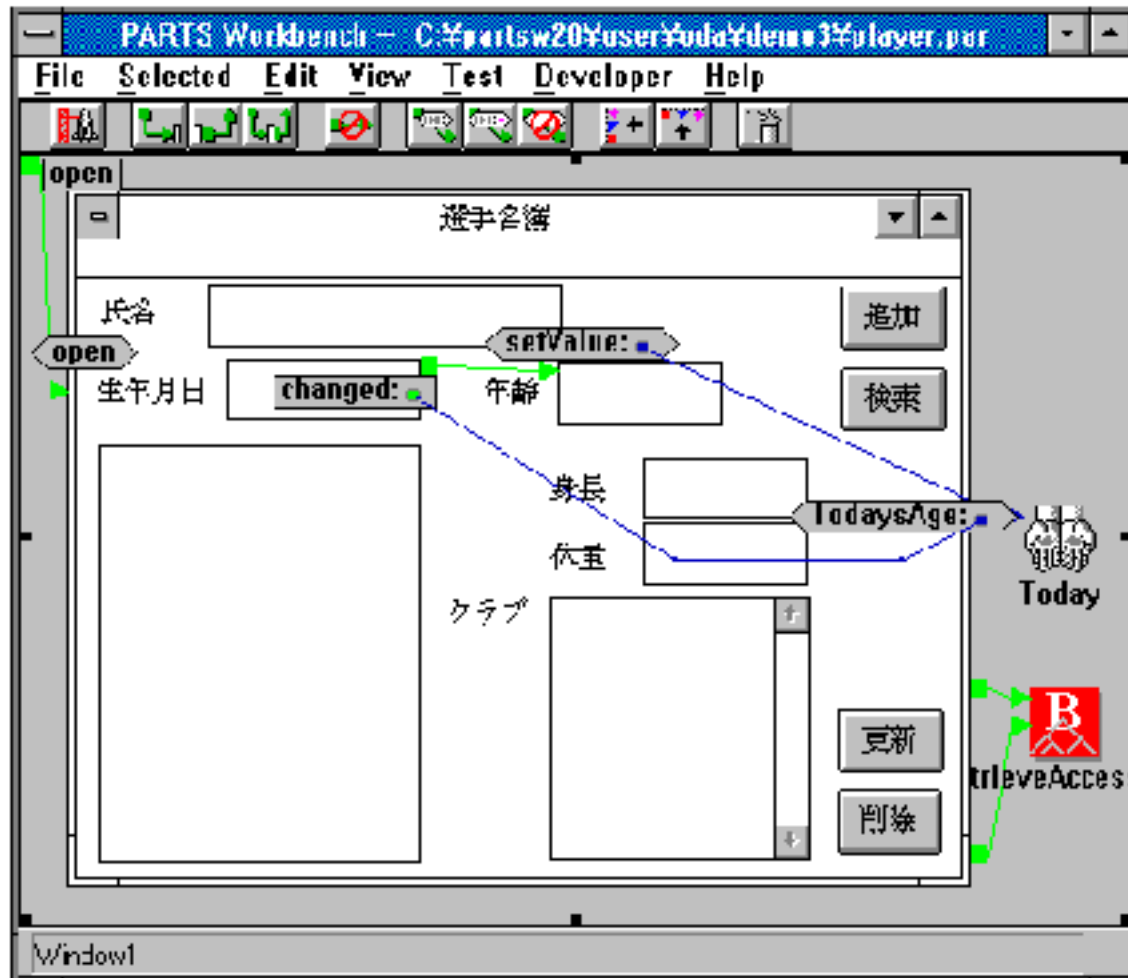 PARTS Workbench - C:¥partsw20¥user¥oda¥demo3¥player.par
File Selected Edit View Test Developer Help
open
選手名簿
氏名
追加
setValue:
open
生年月日
changed:
年齢
検索
身長
TodaysAge:
体重
Today
クラブ
B
更新
trieveAcces
削除
Window1